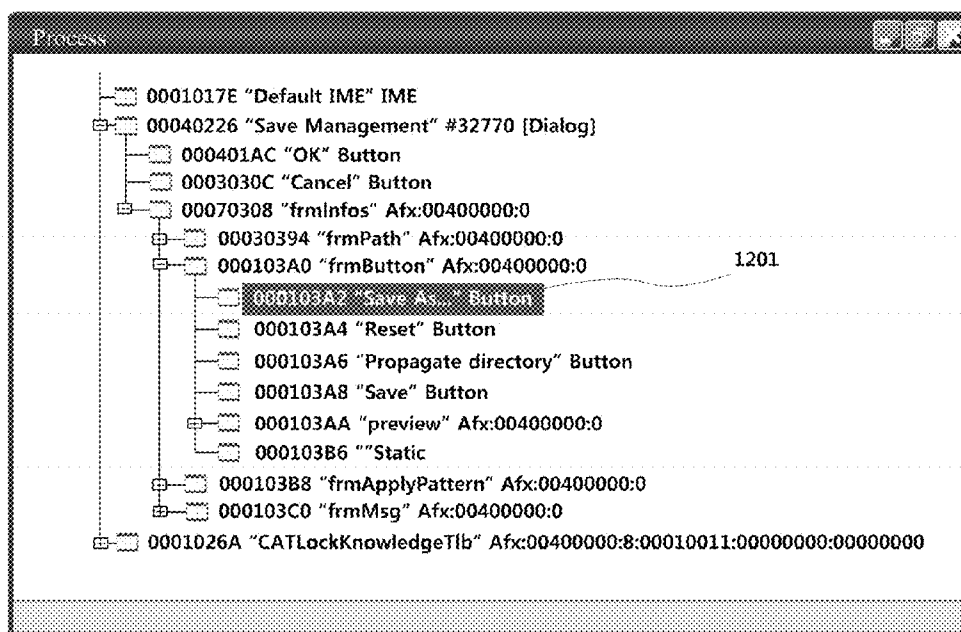 Process
0001017E "Default IME" IME
00040226 "Save Management" #32770 (Dialog)
000401AC "OK" Button
0003030C "Cancel" Button
00070308 "frmInfos" Afx:00400000:0
00030394 "frmPath" Afx:00400000:0
000103A0 "frmButton" Afx:00400000:0
1201
000103A2 "Save As..." Button
000103A4 "Reset" Button
000103A6 "Propagate directory" Button
000103A8 "Save" Button
000103AA "preview" Afx:00400000:0
000103B6 ""Static
000103B8 "frmApplyPattern" Afx:00400000:0
000103C0 "frmMsg" Afx:00400000:0
0001026A "CATLockKnowledgeTlb" Afx:00400000:8:00010011:00000000:00000000